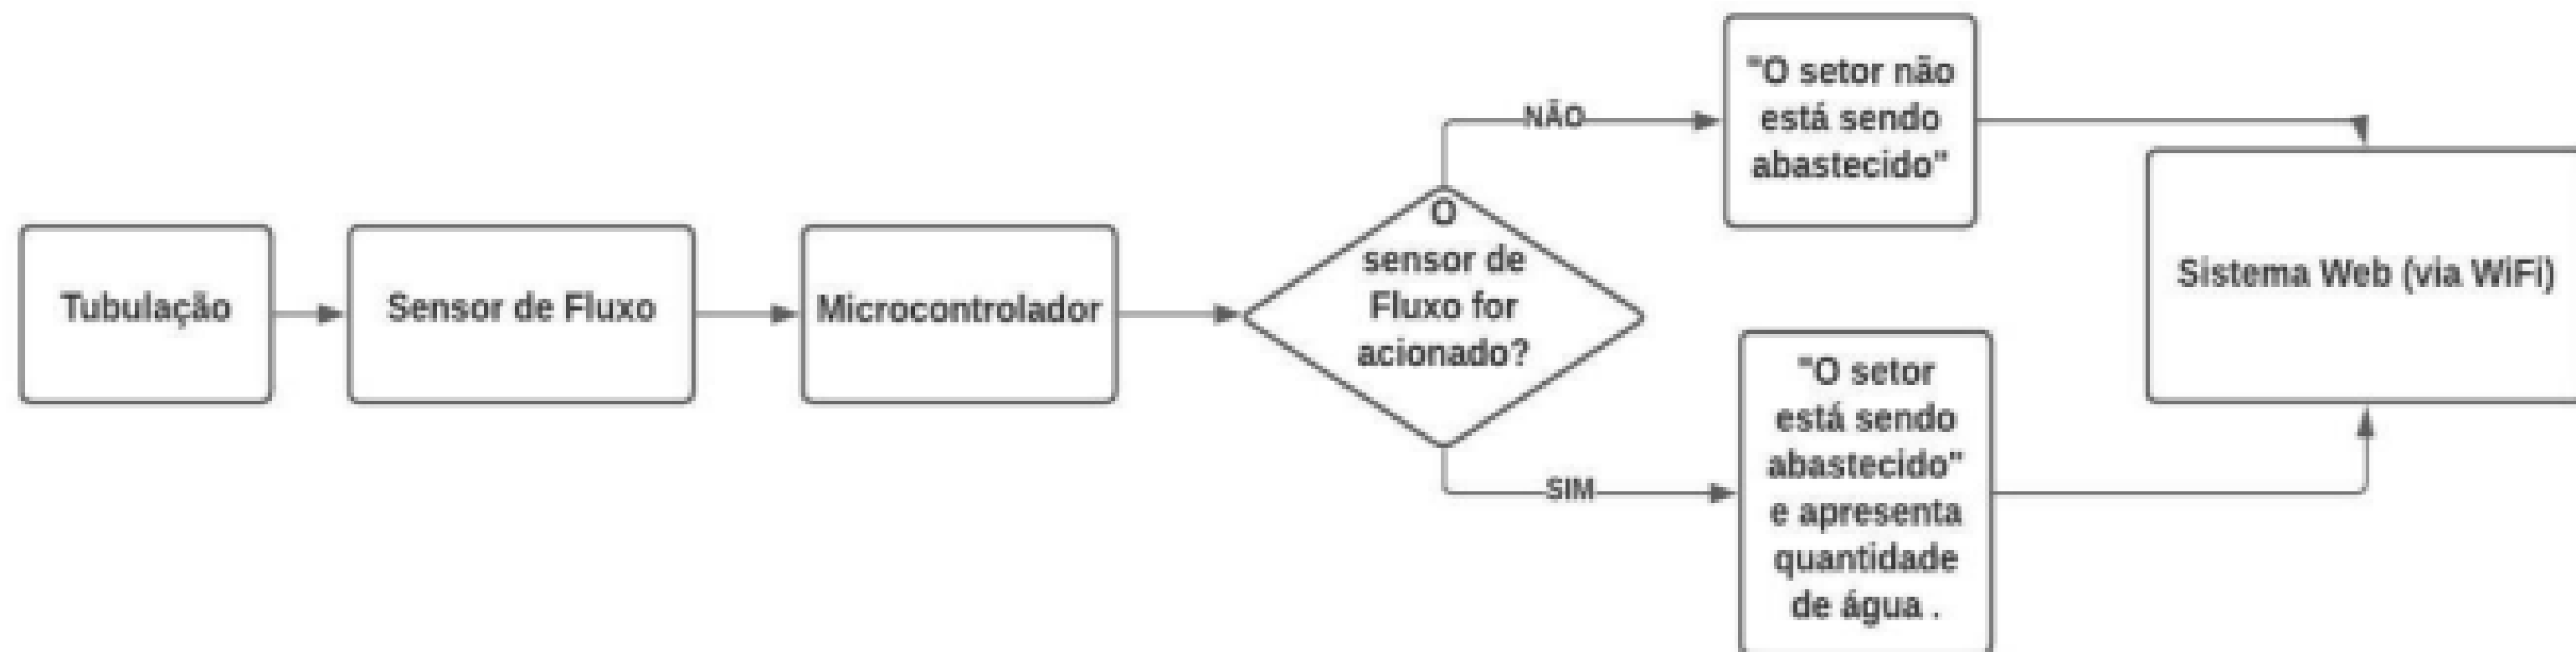 Tubulação
Sensor de Fluxo
Microcontrolador
O
sensor de
Fluxo for
acionado?
NÃO
"O setor não
está sendo
abastecido"
SIM
"O setor
está sendo
abastecido"
e apresenta
quantidade
de água .
Sistema Web (via WiFi)